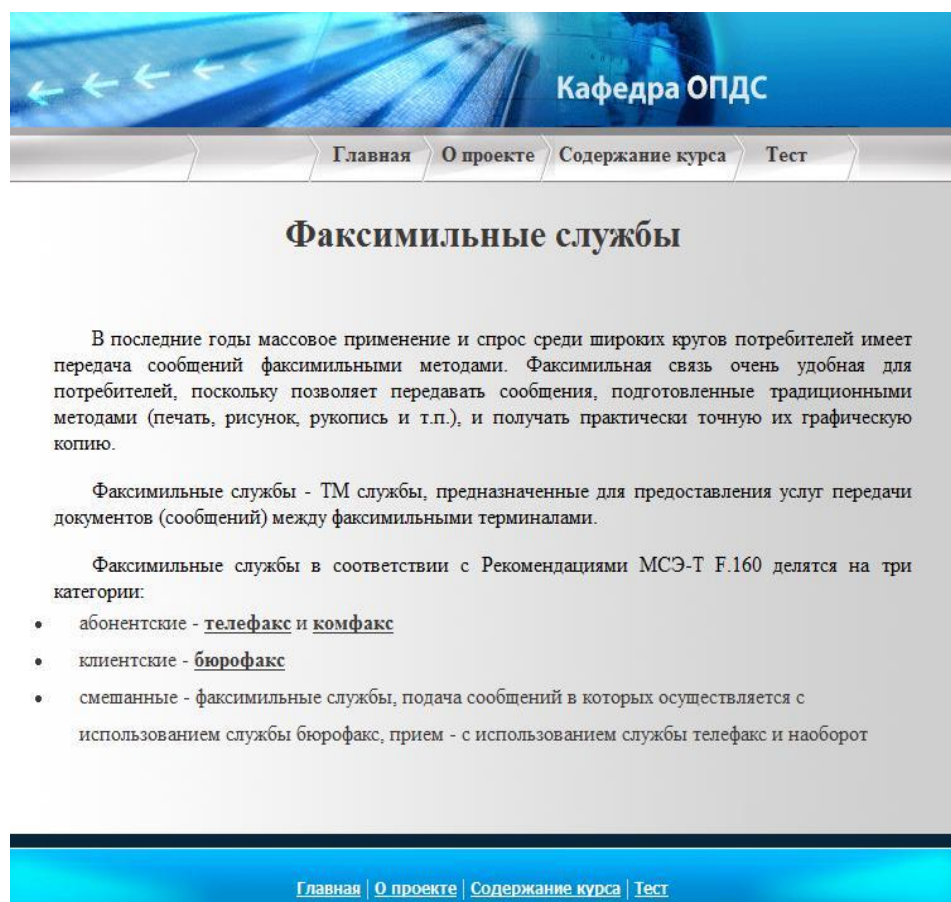 Кафедра ОПДС
Главная О проекте Содержание курса Тест
Факсимильные службы
В последние годы массовое применение и спрос среди широких кругов потребителей имеет
передача сообщений факсимильными методами. Факсимильная связь очень удобная для
потребителей, поскольку позволяет передавать сообщения, подготовленные традиционными
методами (печать, рисунок, рукопись и т.п.), и получать практически точную их графическую
копию.
Факсимильные службы - ТМ службы, предназначенные для предоставления услуг передачи
документов (сообщений) между факсимильными терминалами.
Факсимильные службы в соответствии с Рекомендациями МСЭ-Т F.160 делятся на три
категории:
• абонентские - телефакс и комфакс
• клиентские - бюрофакс
• смешанные - факсимильные службы, подача сообщений в которых осуществляется с
использованием службы бюрофакс, прием - с использованием службы телефакс и наоборот
Главная | О проекте | Содержание курса | Тест